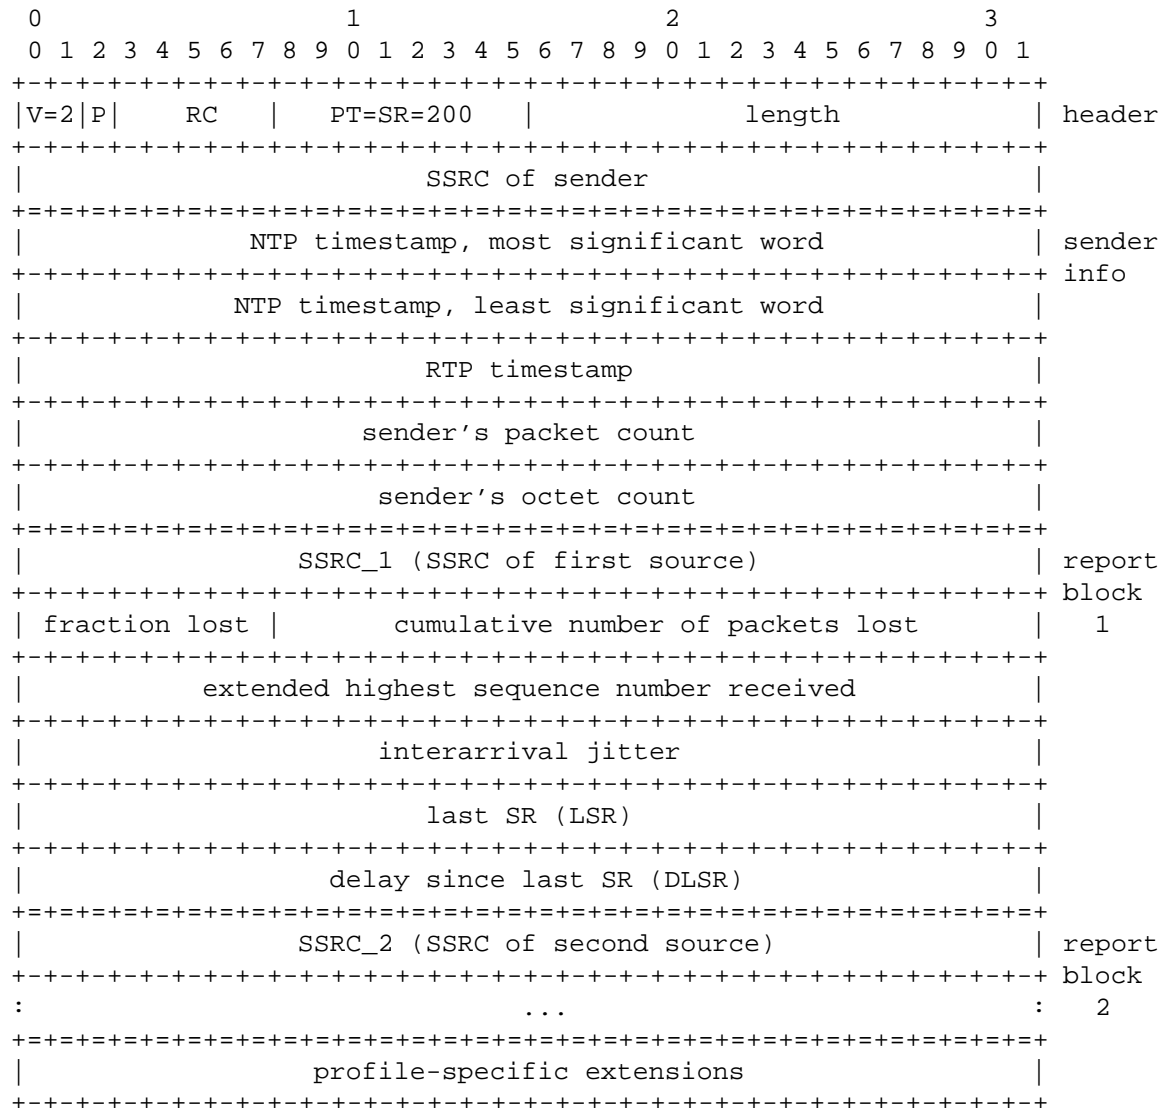 0                   1                   2                   3
 0 1 2 3 4 5 6 7 8 9 0 1 2 3 4 5 6 7 8 9 0 1 2 3 4 5 6 7 8 9 0 1
+-+-+-+-+-+-+-+-+-+-+-+-+-+-+-+-+-+-+-+-+-+-+-+-+-+-+-+-+-+-+-+-+
|V=2|P|    RC   |   PT=SR=200   |             length            | header
+-+-+-+-+-+-+-+-+-+-+-+-+-+-+-+-+-+-+-+-+-+-+-+-+-+-+-+-+-+-+-+-+
|                         SSRC of sender                        |
+=+=+=+=+=+=+=+=+=+=+=+=+=+=+=+=+=+=+=+=+=+=+=+=+=+=+=+=+=+=+=+=+
|              NTP timestamp, most significant word             | sender
+-+-+-+-+-+-+-+-+-+-+-+-+-+-+-+-+-+-+-+-+-+-+-+-+-+-+-+-+-+-+-+-+ info
|             NTP timestamp, least significant word             |
+-+-+-+-+-+-+-+-+-+-+-+-+-+-+-+-+-+-+-+-+-+-+-+-+-+-+-+-+-+-+-+-+
|                         RTP timestamp                         |
+-+-+-+-+-+-+-+-+-+-+-+-+-+-+-+-+-+-+-+-+-+-+-+-+-+-+-+-+-+-+-+-+
|                     sender’s packet count                     |
+-+-+-+-+-+-+-+-+-+-+-+-+-+-+-+-+-+-+-+-+-+-+-+-+-+-+-+-+-+-+-+-+
|                      sender’s octet count                     |
+=+=+=+=+=+=+=+=+=+=+=+=+=+=+=+=+=+=+=+=+=+=+=+=+=+=+=+=+=+=+=+=+
|                 SSRC_1 (SSRC of first source)                 | report
+-+-+-+-+-+-+-+-+-+-+-+-+-+-+-+-+-+-+-+-+-+-+-+-+-+-+-+-+-+-+-+-+ block
| fraction lost |       cumulative number of packets lost       |   1
+-+-+-+-+-+-+-+-+-+-+-+-+-+-+-+-+-+-+-+-+-+-+-+-+-+-+-+-+-+-+-+-+
|           extended highest sequence number received           |
+-+-+-+-+-+-+-+-+-+-+-+-+-+-+-+-+-+-+-+-+-+-+-+-+-+-+-+-+-+-+-+-+
|                      interarrival jitter                      |
+-+-+-+-+-+-+-+-+-+-+-+-+-+-+-+-+-+-+-+-+-+-+-+-+-+-+-+-+-+-+-+-+
|                         last SR (LSR)                         |
+-+-+-+-+-+-+-+-+-+-+-+-+-+-+-+-+-+-+-+-+-+-+-+-+-+-+-+-+-+-+-+-+
|                   delay since last SR (DLSR)                  |
+=+=+=+=+=+=+=+=+=+=+=+=+=+=+=+=+=+=+=+=+=+=+=+=+=+=+=+=+=+=+=+=+
|                 SSRC_2 (SSRC of second source)                | report
+-+-+-+-+-+-+-+-+-+-+-+-+-+-+-+-+-+-+-+-+-+-+-+-+-+-+-+-+-+-+-+-+ block
:                               ...                             :   2
+=+=+=+=+=+=+=+=+=+=+=+=+=+=+=+=+=+=+=+=+=+=+=+=+=+=+=+=+=+=+=+=+
|                  profile-specific extensions                  |
+-+-+-+-+-+-+-+-+-+-+-+-+-+-+-+-+-+-+-+-+-+-+-+-+-+-+-+-+-+-+-+-+